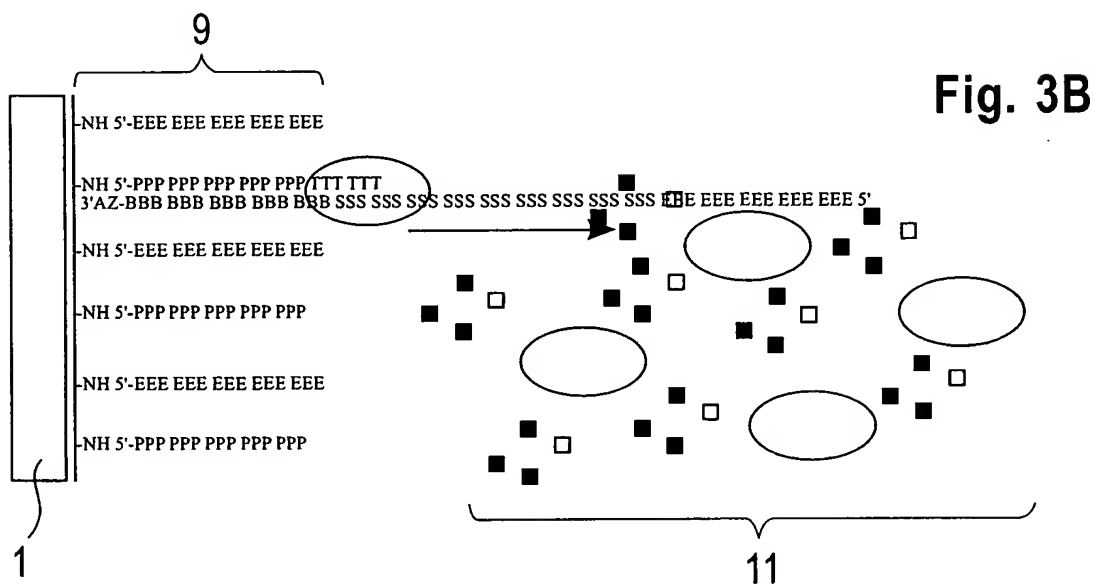 9
Fig. 3B
-NH 5'-EEE EEE EEE EEE EEE
-NH 5'-PPP PPP PPP PPP PPP TTT TTT
3'AZ-BBB BBB BBB BBB BBB BBB SSS SSS SSS SSS SSS SSS SSS SSS SSS EEE EEE EEE EEE EEE 5'
-NH 5'-EEE EEE EEE EEE EEE
-NH 5'-PPP PPP PPP PPP PPP
-NH 5'-EEE EEE EEE EEE EEE
-NH 5'-PPP PPP PPP PPP PPP
1
11